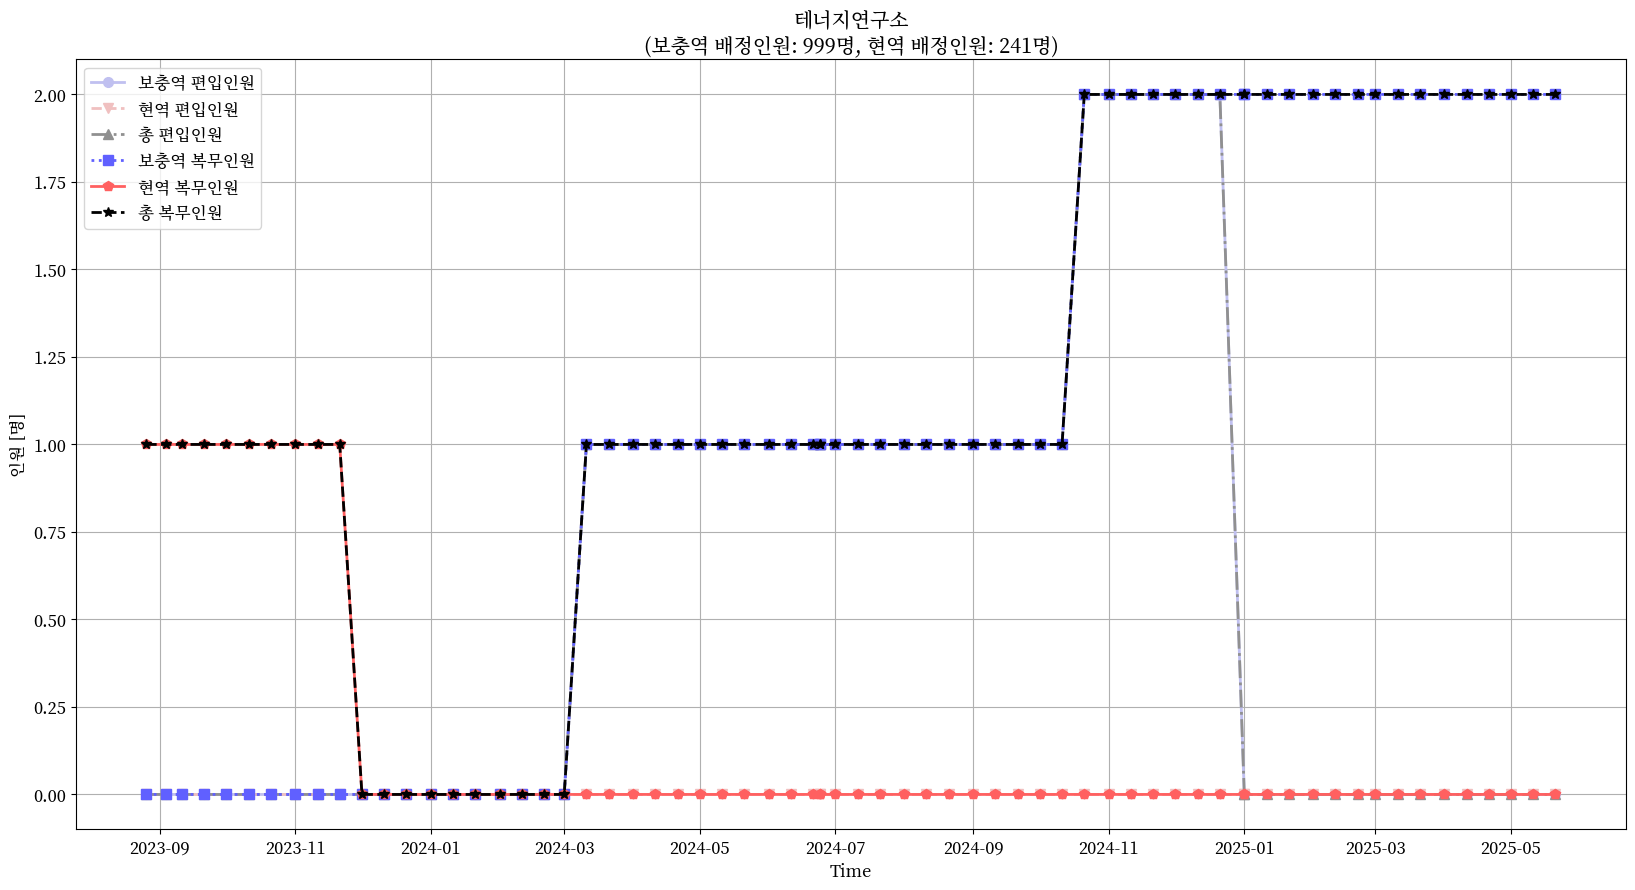 테너지연구소
(보충역 배정인원: 999명, 현역 배정인원: 241명)
보충역 편입인원
현역 편입인원
총 편입인원
보충역 복무인원
현역 복무인원
총 복무인원
2.00
1.75
1.50
1.25
1.00
0.75
0.50
0.25
0.00
인원 [명]
2023-09 2023-11 2024-01 2024-03 2024-05 2024-07 2024-09 2024-11 2025-01 2025-03 2025-05
Time